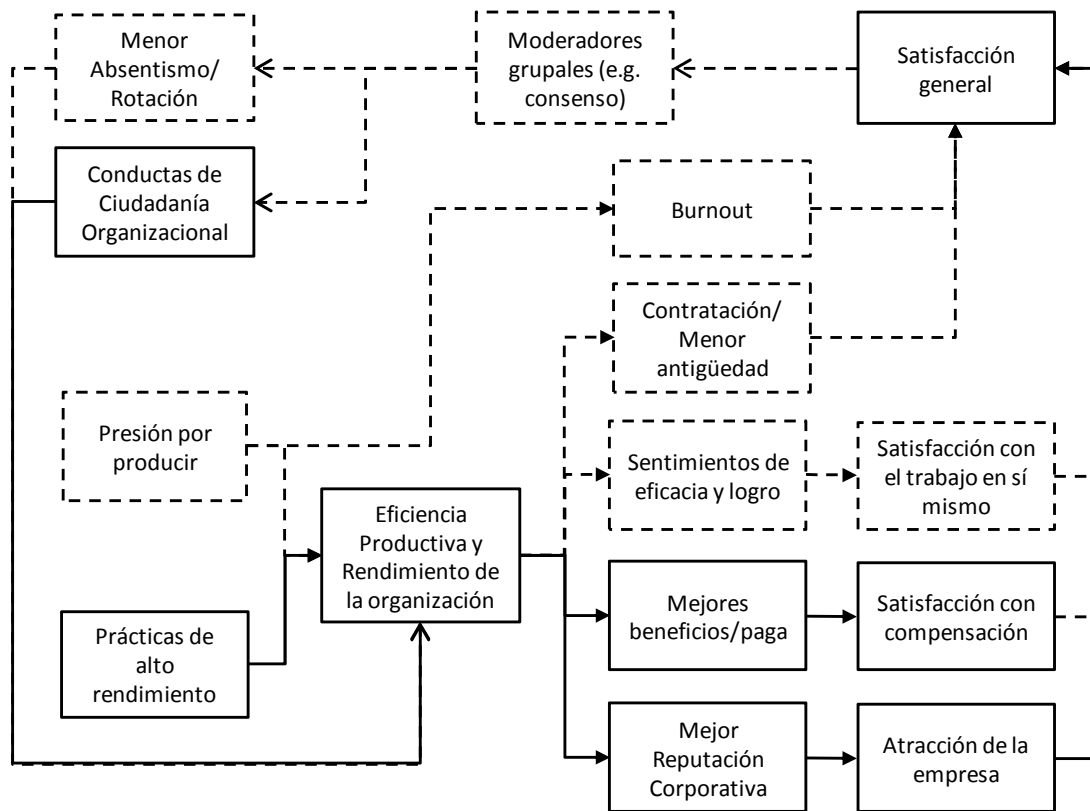 Menor
Absentismo/
Rotación
Moderadores
grupales (e.g.
consenso)
Satisfacción
general
Conductas de
Ciudadanía
Organizacional
Burnout
Contratación/
Menor
antigüedad
Presión por
producir
Sentimientos de
eficacia y logro
Satisfacción con
el trabajo en sí
mismo
Eficiencia
Productiva y
Rendimiento de
la organización
Prácticas de
alto
rendimiento
Mejores
beneficios/paga
Satisfacción con
compensación
Mejor
Reputación
Corporativa
Atracción de la
empresa